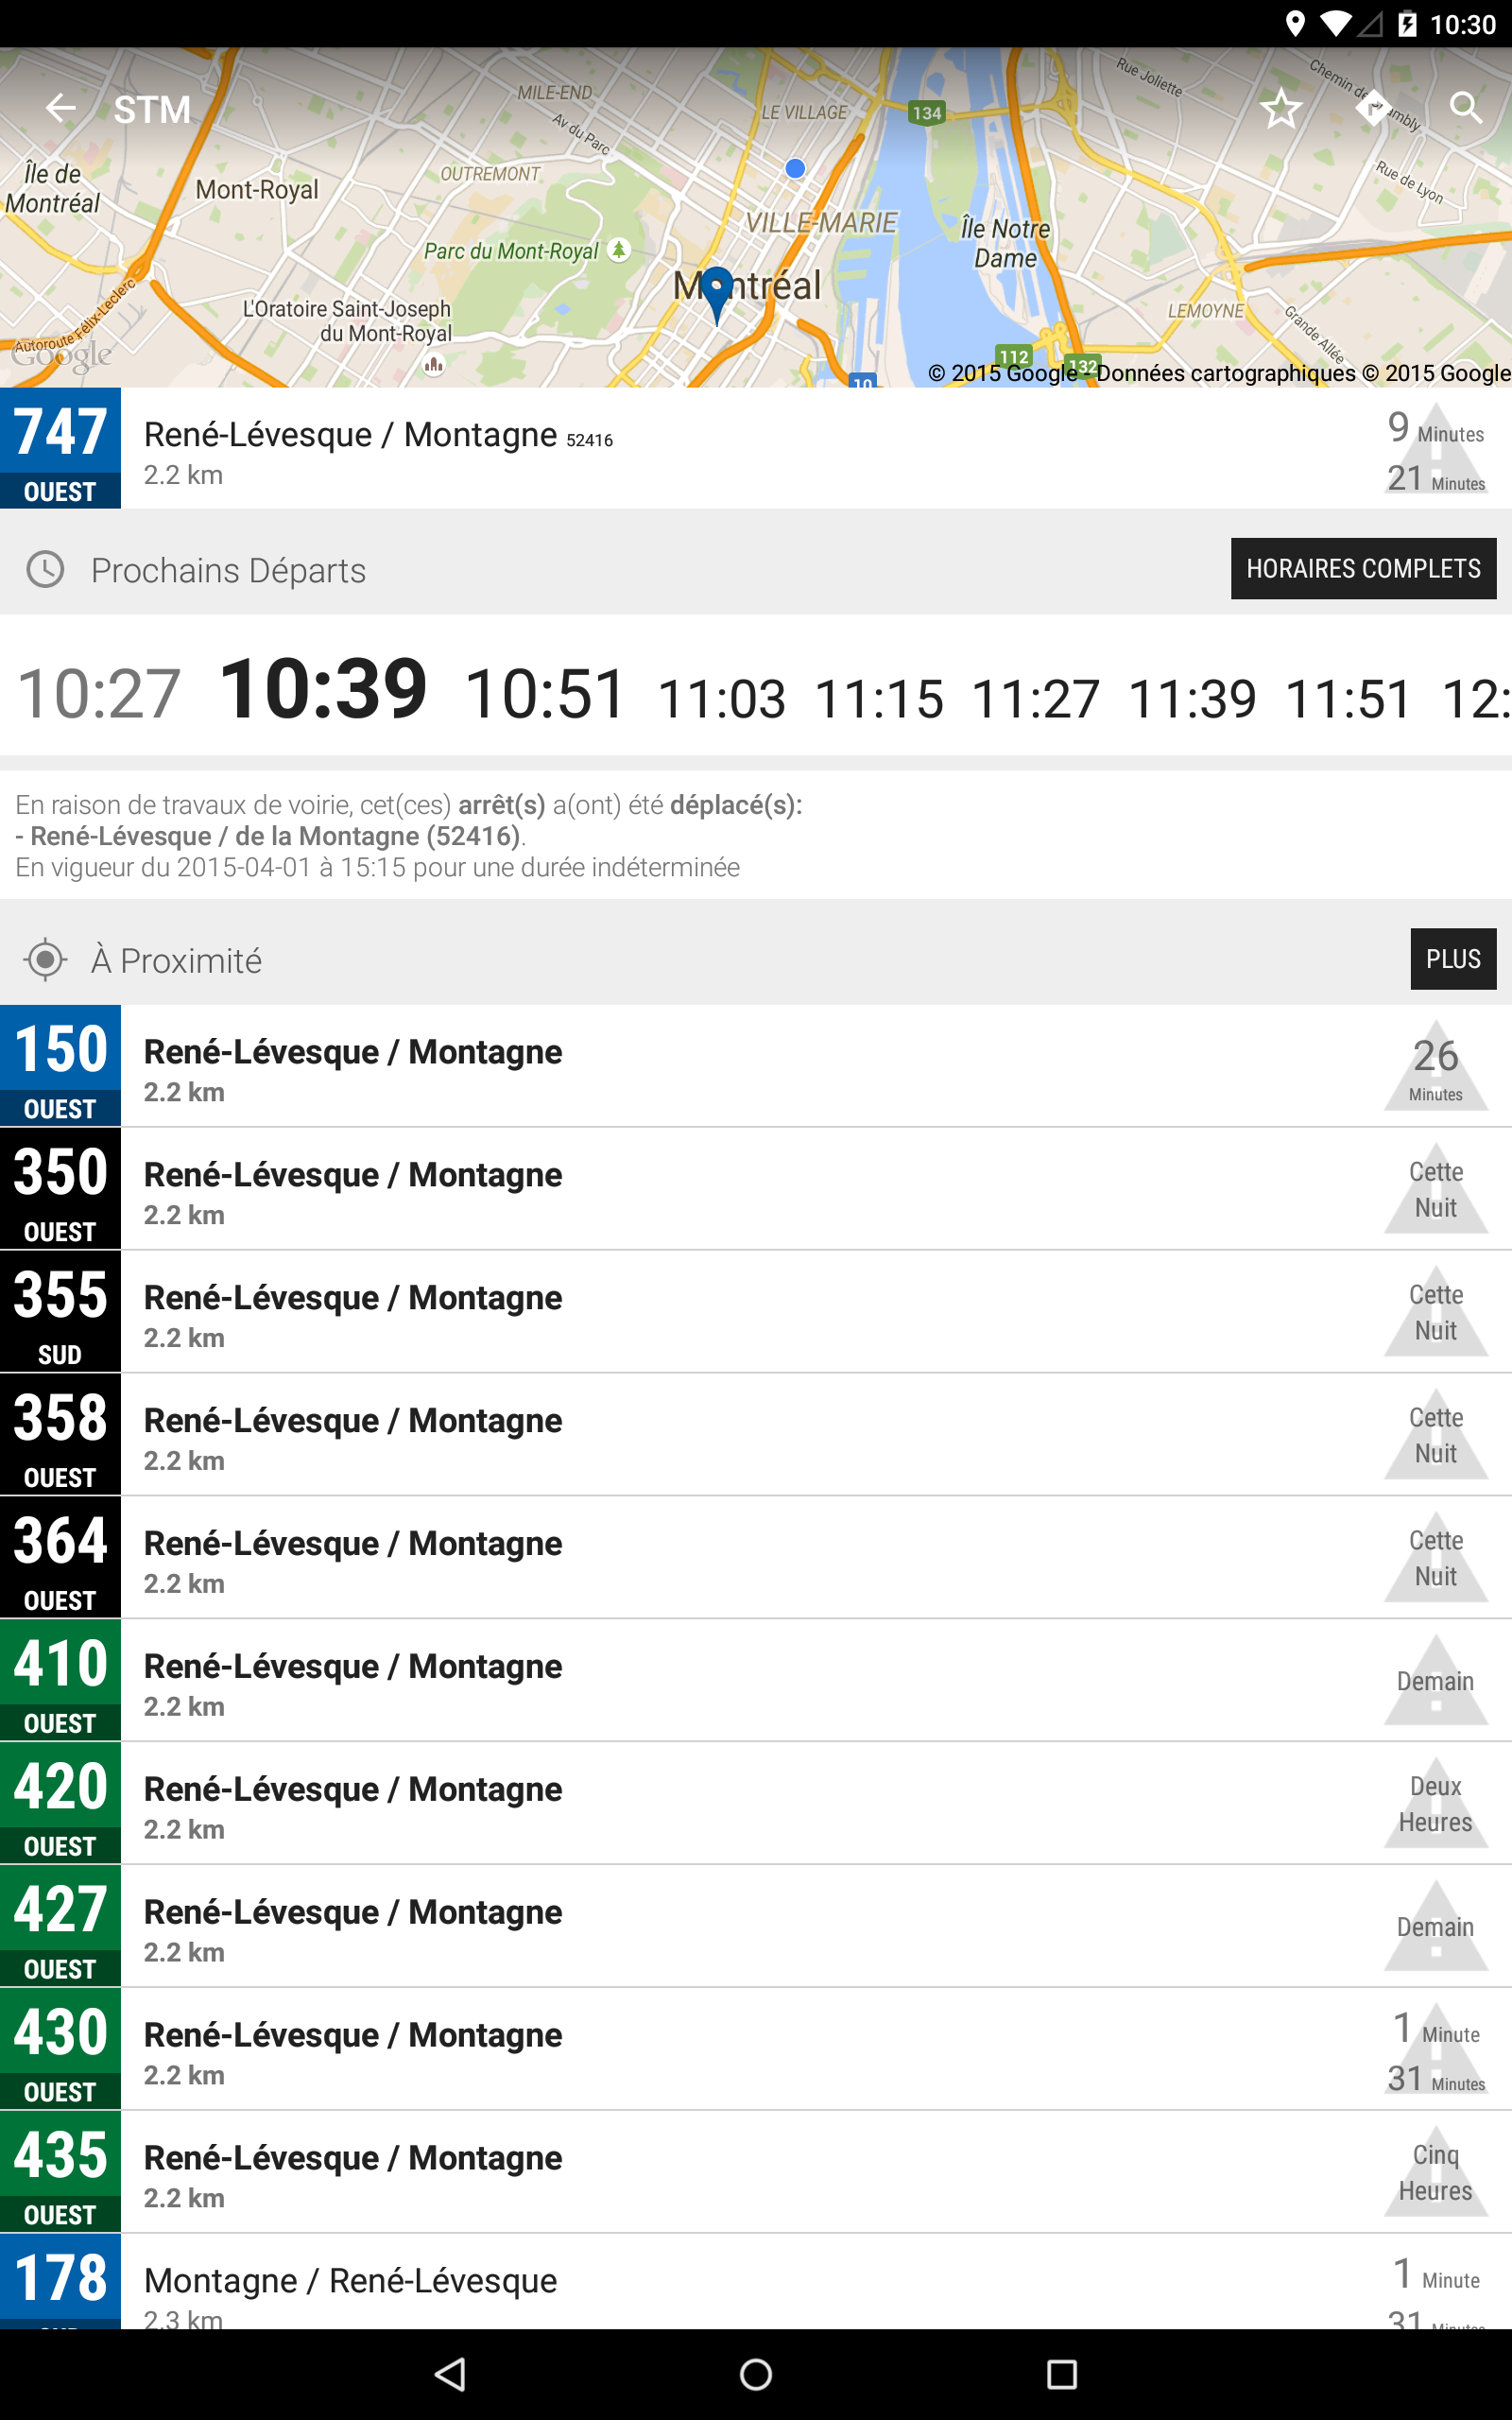 10:30
STM
MILE-END
Av du Parc
LE VILLAGE
134
Rue Joliette
Île de
Montréal
Mont-Royal
OUTREMONT
Rue de Lyon
VILLE-MARIE
Île Notre
Dame
Parc du Mont-Royal
Montréal
L'Oratoire Saint-Joseph
du Mont-Royal
LEMOYNE
Grande Allée
Autoroute Félix-Leclerc
Google
10
112
132
© 2015 Google - Données cartographiques © 2015 Google
747
OUEST
René-Lévesque / Montagne 52416
2.2 km
9 Minutes
21 Minutes
Prochains Départs
HORAIRES COMPLETS
10:27 10:39 10:51 11:03 11:15 11:27 11:39 11:51 12:
En raison de travaux de voirie, cet(ces) arrêt(s) a(ont) été déplacé(s):
- René-Lévesque / de la Montagne (52416).
En vigueur du 2015-04-01 à 15:15 pour une durée indéterminée
À Proximité
PLUS
150
OUEST
René-Lévesque / Montagne
2.2 km
26
Minutes
350
OUEST
René-Lévesque / Montagne
2.2 km
Cette
Nuit
355
SUD
René-Lévesque / Montagne
2.2 km
Cette
Nuit
358
OUEST
René-Lévesque / Montagne
2.2 km
Cette
Nuit
364
OUEST
René-Lévesque / Montagne
2.2 km
Cette
Nuit
410
OUEST
René-Lévesque / Montagne
2.2 km
Demain
420
OUEST
René-Lévesque / Montagne
2.2 km
Deux
Heures
427
OUEST
René-Lévesque / Montagne
2.2 km
Demain
430
OUEST
René-Lévesque / Montagne
2.2 km
1 Minute
31 Minutes
435
OUEST
René-Lévesque / Montagne
2.2 km
Cinq
Heures
178
Montagne / René-Lévesque
2.3 km
1 Minute
31 Minutes